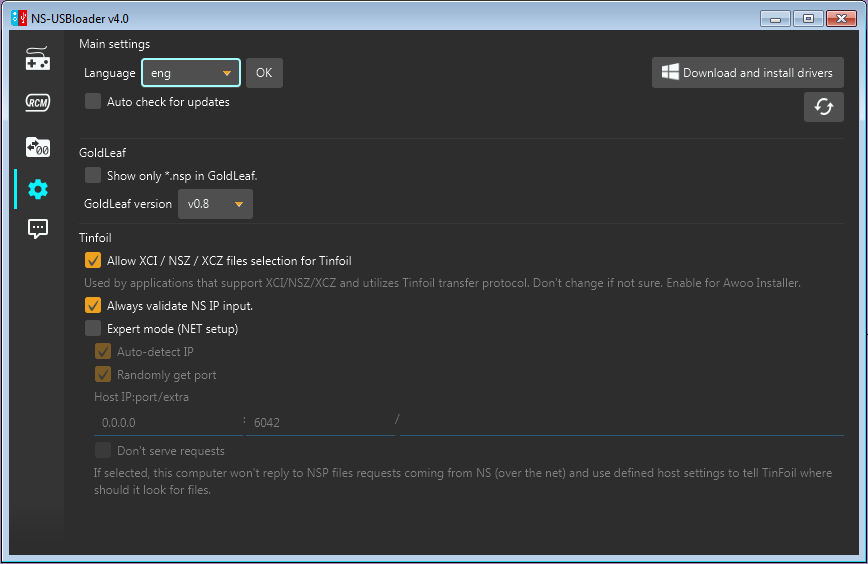 NS-USBloader v4.0
Main settings
Language eng OK Download and install drivers
Auto check for updates
RCM
GoldLeaf
Show only *.nsp in GoldLeaf.
GoldLeaf version v0.8
Tinfoil
Allow XCI / NSZ / XCZ files selection for Tinfoil
Used by applications that support XCI/NSZ/XCZ and utilizes Tinfoil transfer protocol. Don't change if not sure. Enable for Awoo Installer.
Always validate NS IP input.
Expert mode (NET setup)
Auto-detect IP
Randomly get port
Host IP:port/extra
0.0.0.0 : 6042 /
Don't serve requests
If selected, this computer won't reply to NSP files requests coming from NS (over the net) and use defined host settings to tell TinFoil where
should it look for files.